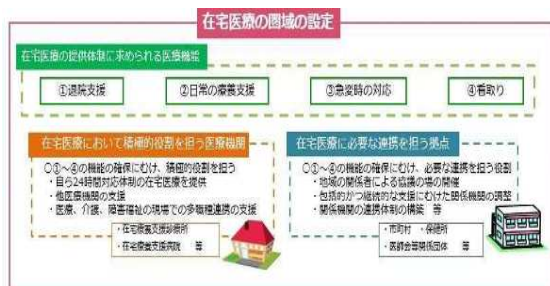 在宅医療の圏域の設定
在宅医療の提供体制に求められる医療機能
①退院支援
②日常の療養支援
③急変時の対応
④看取り
在宅医療において積極的役割を担う医療機関
○①~④の機能の確保にむけ、積極的役割を担う
・自ら24時間対応体制の在宅医療を提供
・他医療機関の支援
・医療、介護、障害福祉の現場での多職種連携の支援
・在宅療養支援診療所
・在宅療養支援病院 等
在宅医療に必要な連携を担う拠点
○①~④の機能の確保にむけ、必要な連携を担う役割
・地域の関係者による協議の場の開催
・包括的かつ継続的な支援にむけた関係機関の調整
・関係機関の連携体制の構築 等
・市町村 ・保健所
・医師会等関係団体 等